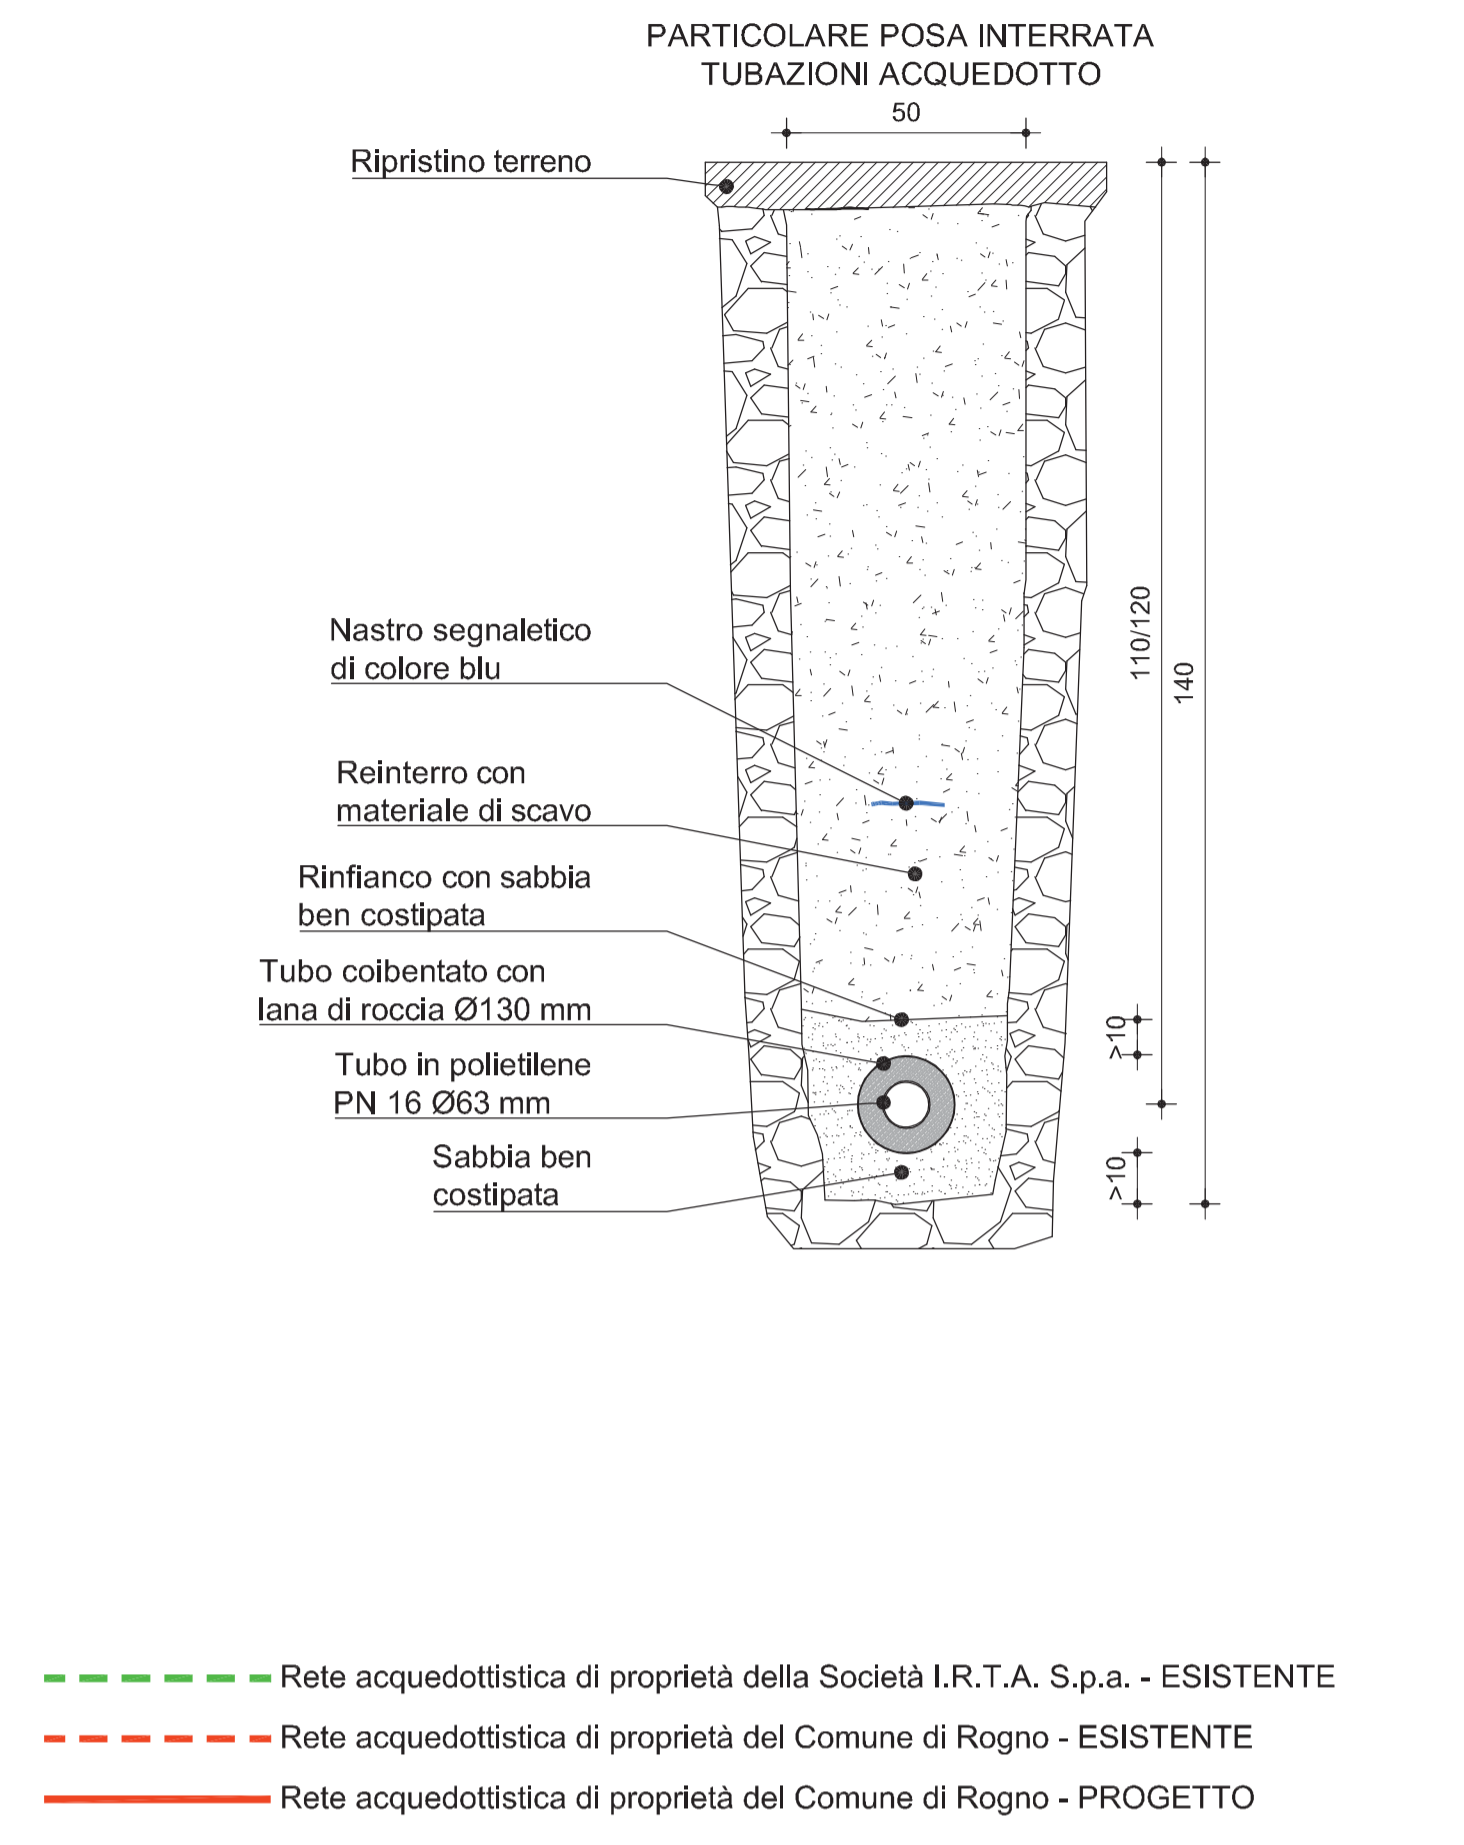 PARTICOLARE POSA INTERRATA
TUBAZIONI ACQUEDOTTO
50
Ripristino terreno
Nastro segnaletico
di colore blu
110/120
140
Reinterro con
materiale di scavo
Rinfianco con sabbia
ben costipata
Tubo coibentato con
lana di roccia Ø130 mm
>10
Tubo in polietilene
PN 16 Ø63 mm
Sabbia ben
costipata
>10
Rete acquedottistica di proprietà della Società I.R.T.A. S.p.a. - ESISTENTE
Rete acquedottistica di proprietà del Comune di Rogno - ESISTENTE
Rete acquedottistica di proprietà del Comune di Rogno - PROGETTO